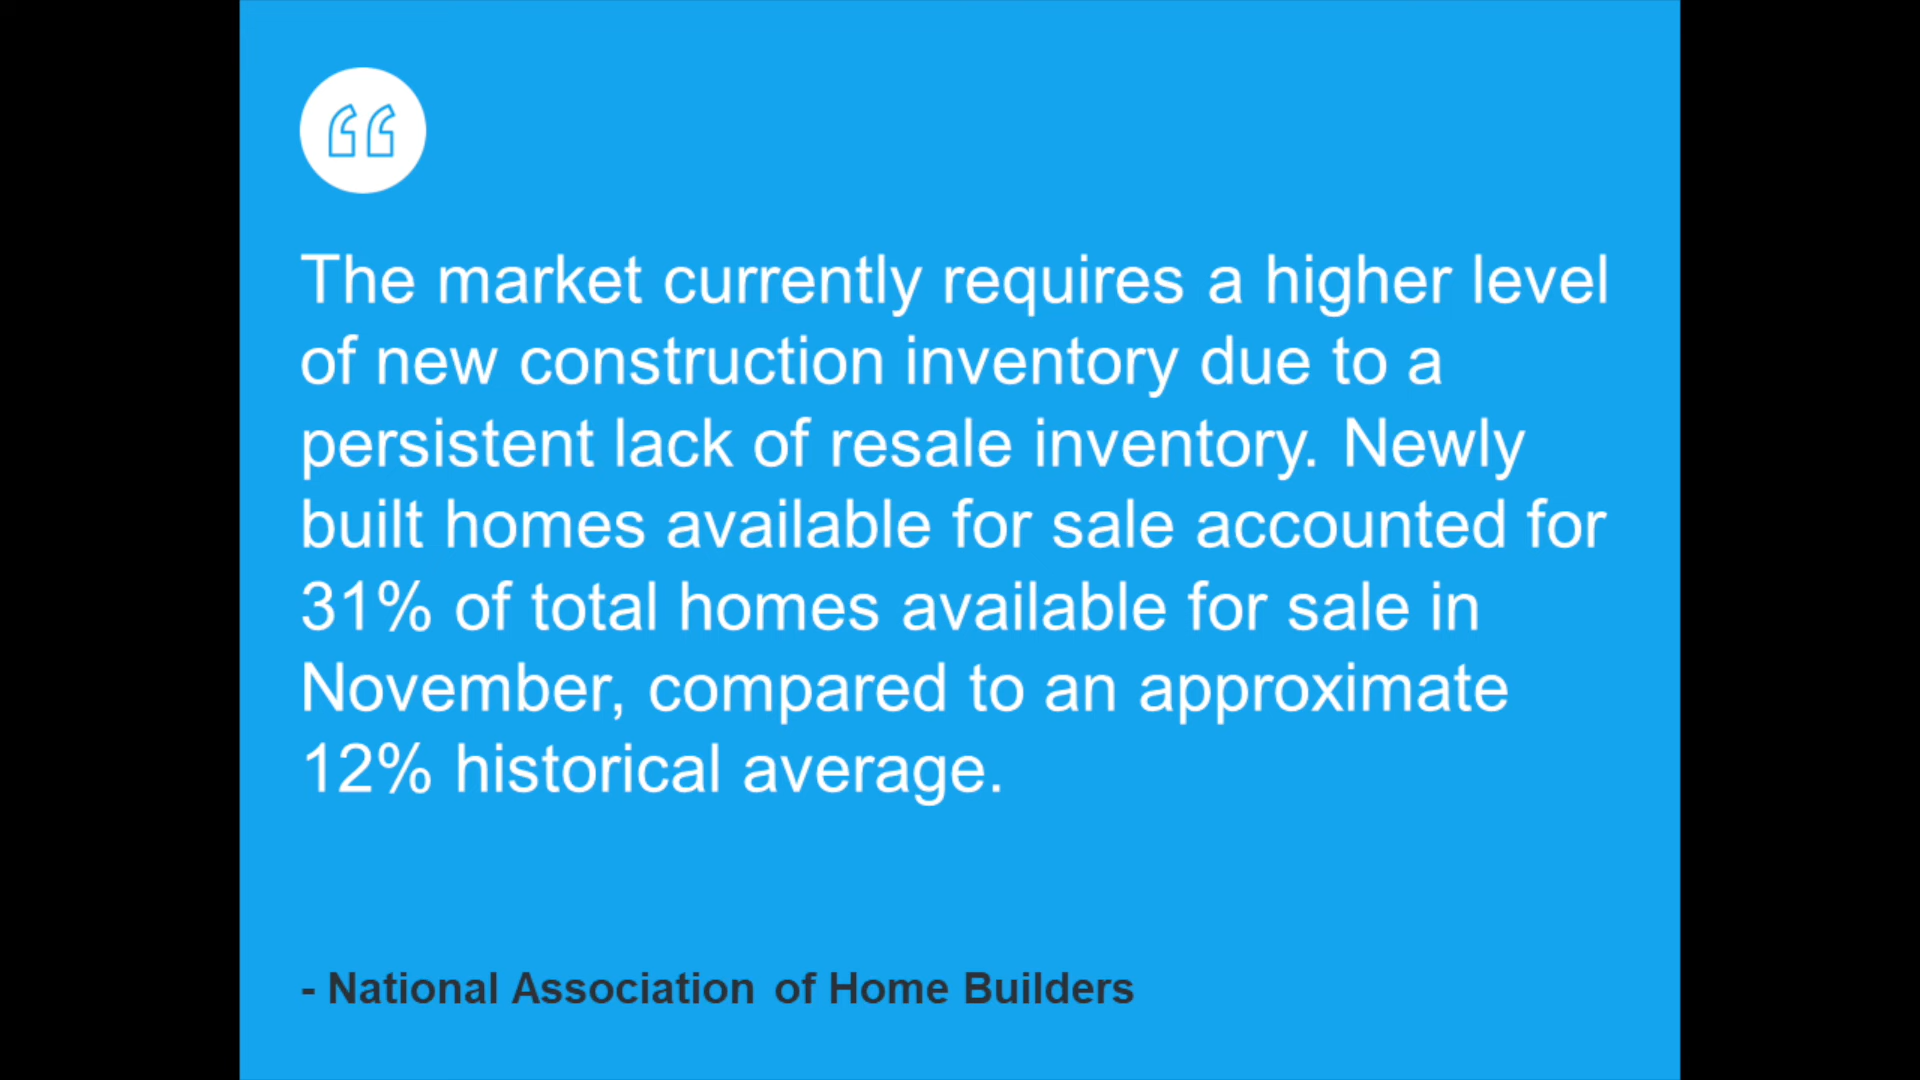 “
The market currently requires a higher level
of new construction inventory due to a
persistent lack of resale inventory. Newly
built homes available for sale accounted for
31% of total homes available for sale in
November, compared to an approximate
12% historical average.
- National Association of Home Builders